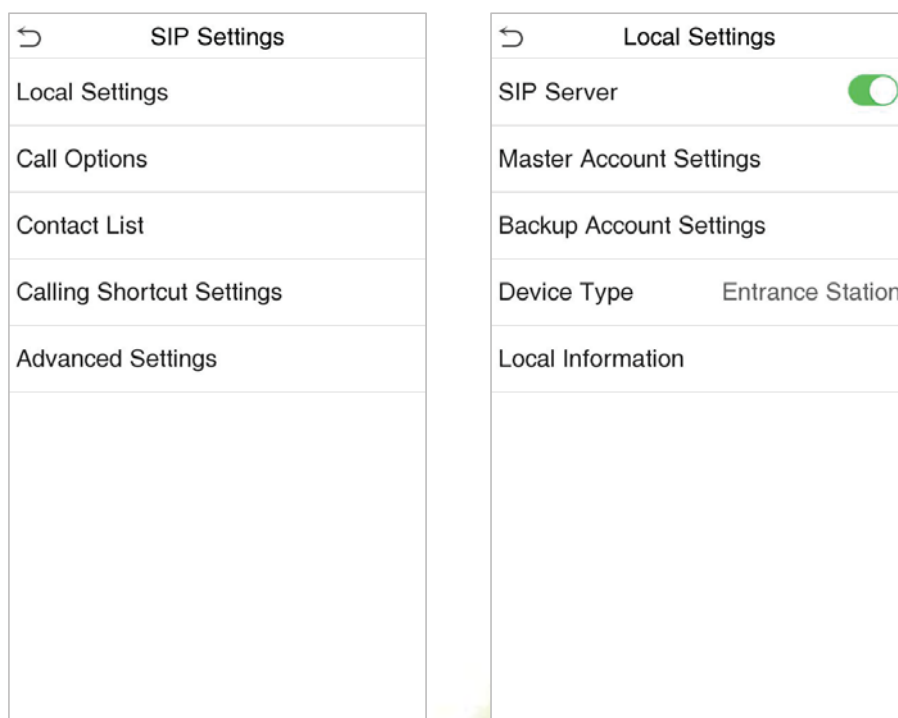 SIP Settings
Local Settings
Call Options
Contact List
Calling Shortcut Settings
Advanced Settings
Local Settings
SIP Server
Master Account Settings
Backup Account Settings
Device Type Entrance Station
Local Information